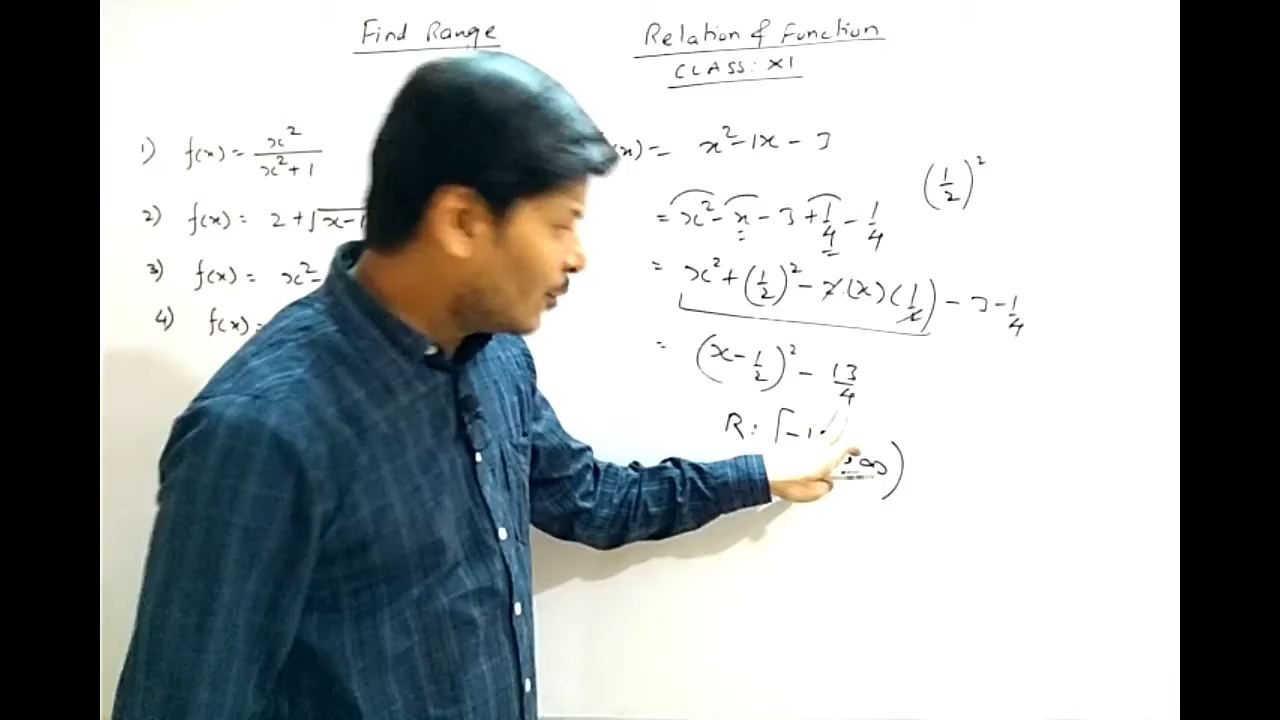 Find Range
1) f(x) = x²/(x²+1)
2) f(x) = 2+√x-1
3) f(x) = x²-
4) f(x) =
Relation & Function
CLASS: XI
x) = x²-1x-3
(1/2)²
= x²-x-3+1/4-1/4
= x²+(1/2)²-2.(x)(1/2)-3-1/4
= (x-1/2)²-13/4
R: [-1
∞)